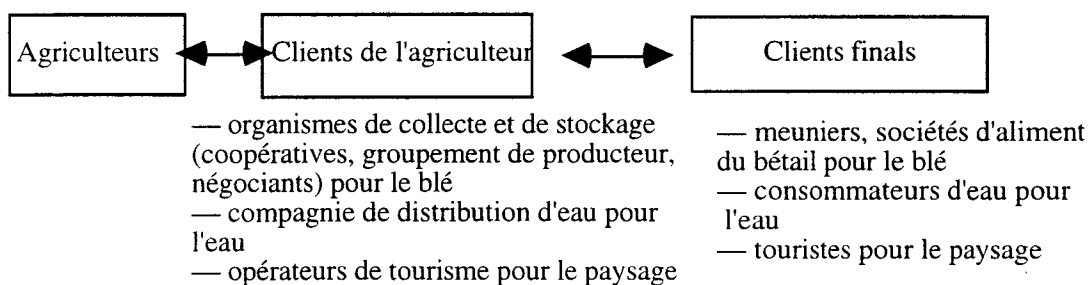 Agriculteurs
Clients de l'agriculteur
Clients finals
— organismes de collecte et de stockage
(coopératives, groupement de producteur,
négociants) pour le blé
— compagnie de distribution d'eau pour
l'eau
— opérateurs de tourisme pour le paysage
— meuniers, sociétés d'aliment
du bétail pour le blé
— consommateurs d'eau pour
l'eau
— touristes pour le paysage